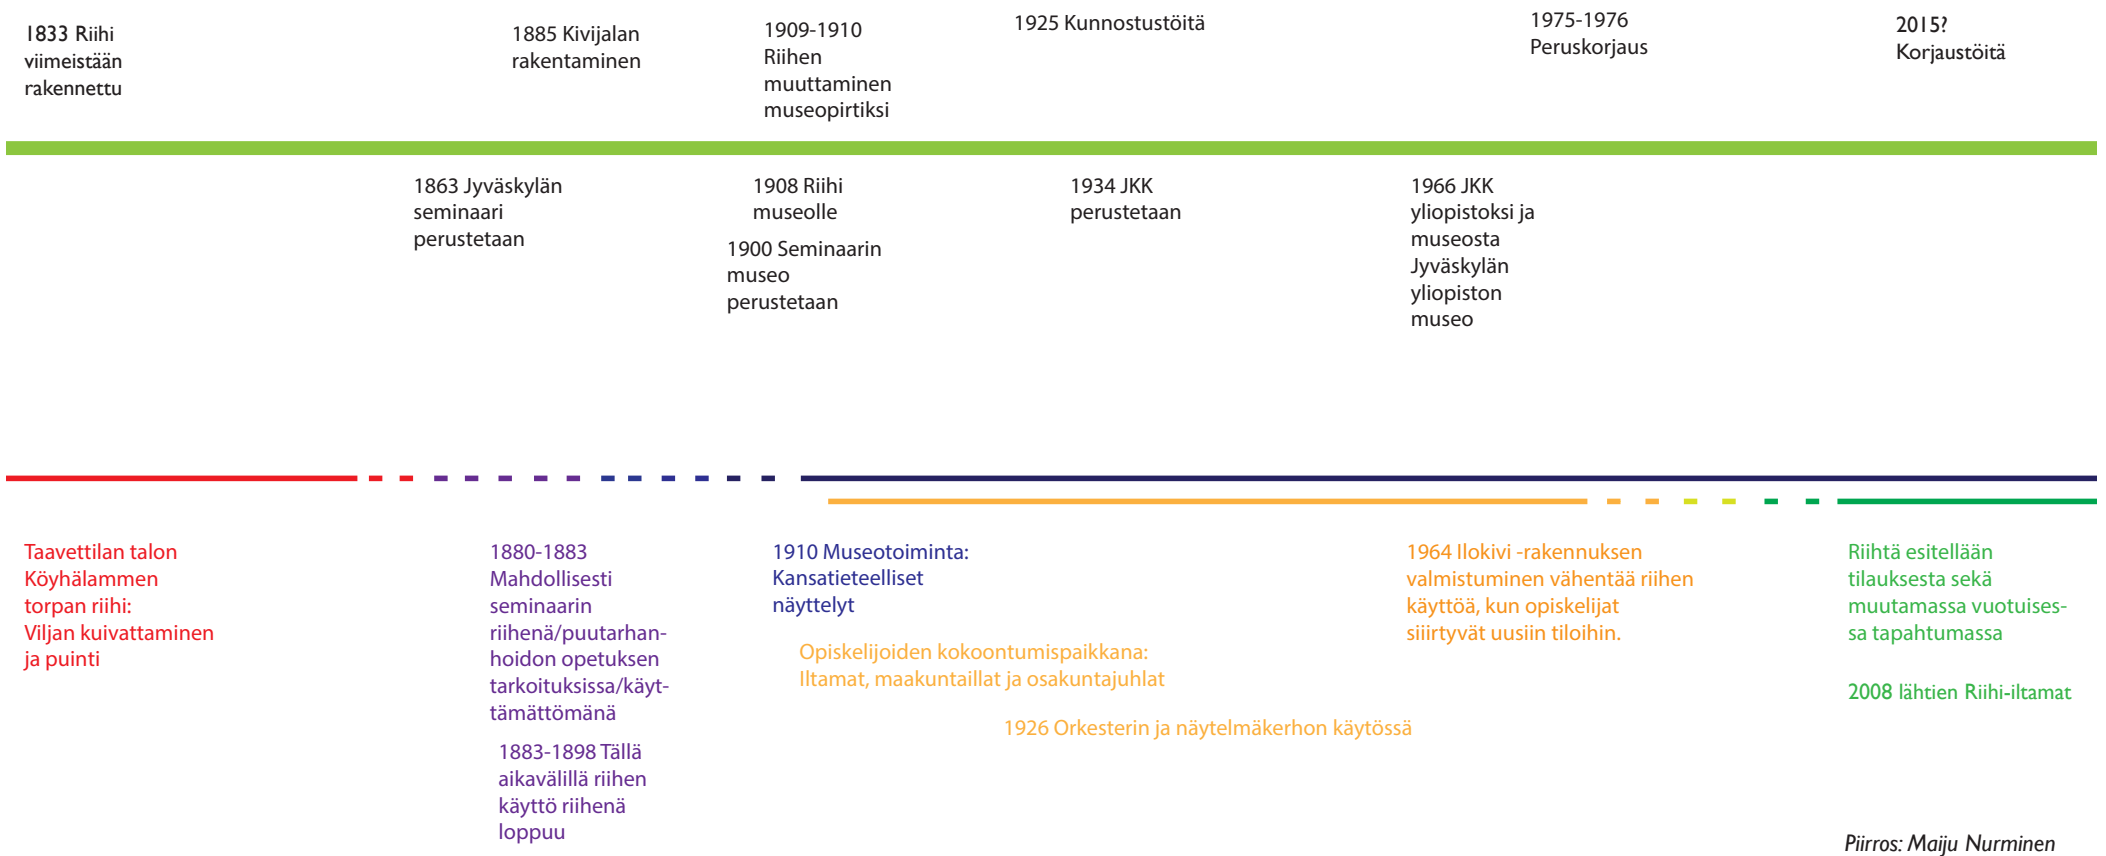 1833 Riihi
viimeistään
rakennettu
1885 Kivijalan
rakentaminen
1909-1910
Riihen
muuttaminen
museopirtiksi
1925 Kunnostustöitä
1975-1976
Peruskorjaus
2015?
Korjaustöitä
1863 Jyväskylän
seminaari
perustetaan
1908 Riihi
museolle
1900 Seminaarin
museo
perustetaan
1934 JKK
perustetaan
1966 JKK
yliopistoksi ja
museosta
Jyväskylän
yliopiston
museo
Taavettilan talon
Köyhälammen
torpan riihi:
Viljan kuivattaminen
ja puinti
1880-1883
Mahdollisesti
seminaarin
riihenä/puutarhan-
hoidon opetuksen
tarkoituksissa/käyt-
tämättömänä
1883-1898 Tällä
aikavälillä riihen
käyttö riihenä
loppuu
1910 Museotoiminta:
Kansatieteelliset
näyttelyt
Opiskelijoiden kokoontumispaikkana:
Iltamat, maakuntaillat ja osakuntajuhlat
1926 Orkesterin ja näytelmäkerhon käytössä
1964 Ilokivi -rakennuksen
valmistuminen vähentää riihen
käyttöä, kun opiskelijat
siiirtyvät uusiin tiloihin.
Riihtä esitellään
tilauksesta sekä
muutamassa vuotuises-
sa tapahtumassa
2008 lähtien Riihi-iltamat
Piirros: Maiju Nurminen